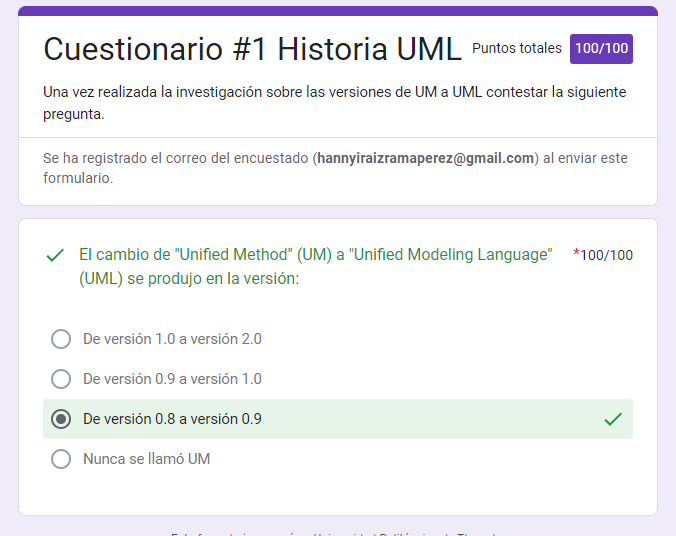 Cuestionario #1 Historia UML Puntos totales 100/100
Una vez realizada la investigación sobre las versiones de UM a UML contestar la siguiente
pregunta.
Se ha registrado el correo del encuestado (hannyiraizramaperez@gmail.com) al enviar este
formulario.
El cambio de "Unified Method" (UM) a "Unified Modeling Language" *100/100
(UML) se produjo en la versión:
De versión 1.0 a versión 2.0
De versión 0.9 a versión 1.0
De versión 0.8 a versión 0.9
Nunca se llamó UM